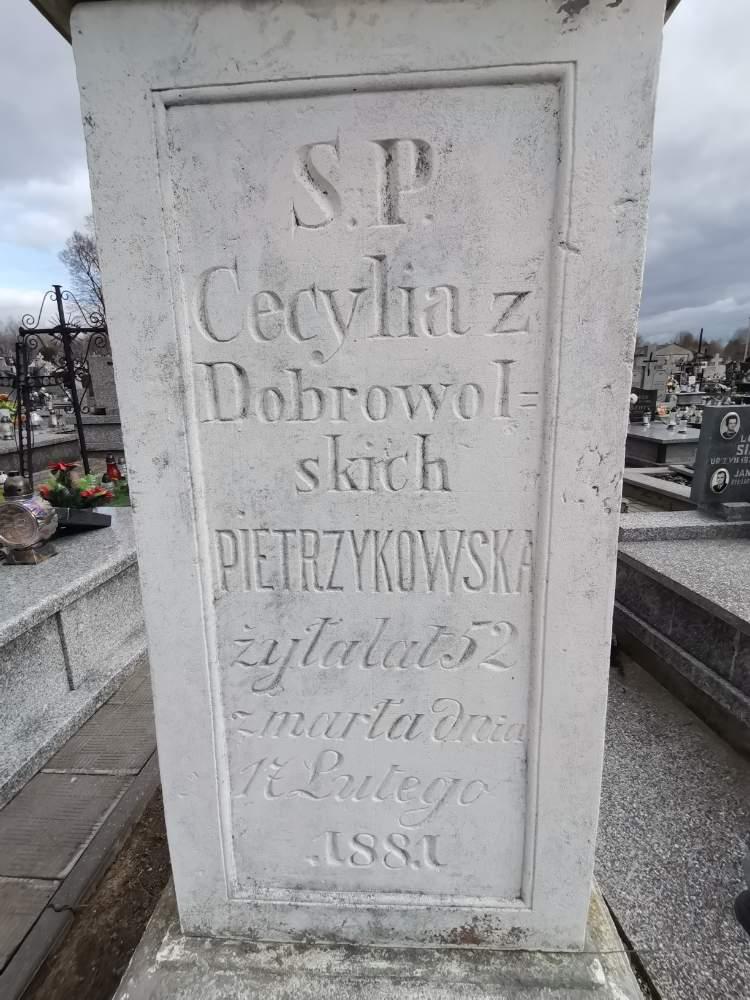 S.P.
Cecylia z
Dobrowol=
skich
PIETRZYKOWSKA
żyła lat 52
zmarła dnia
17 Lutego
1881